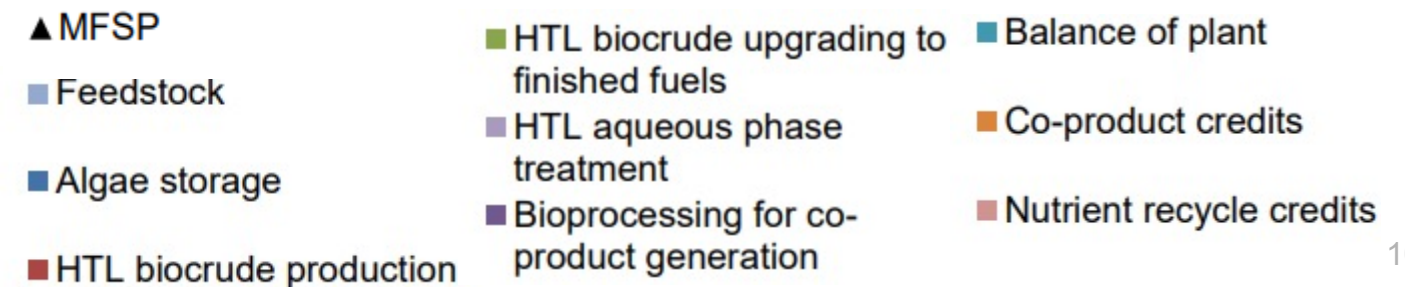 ▲ MFSP
Feedstock
Algae storage
HTL biocrude production
HTL biocrude upgrading to
finished fuels
HTL aqueous phase
treatment
Bioprocessing for co-
product generation
Balance of plant
Co-product credits
Nutrient recycle credits
1